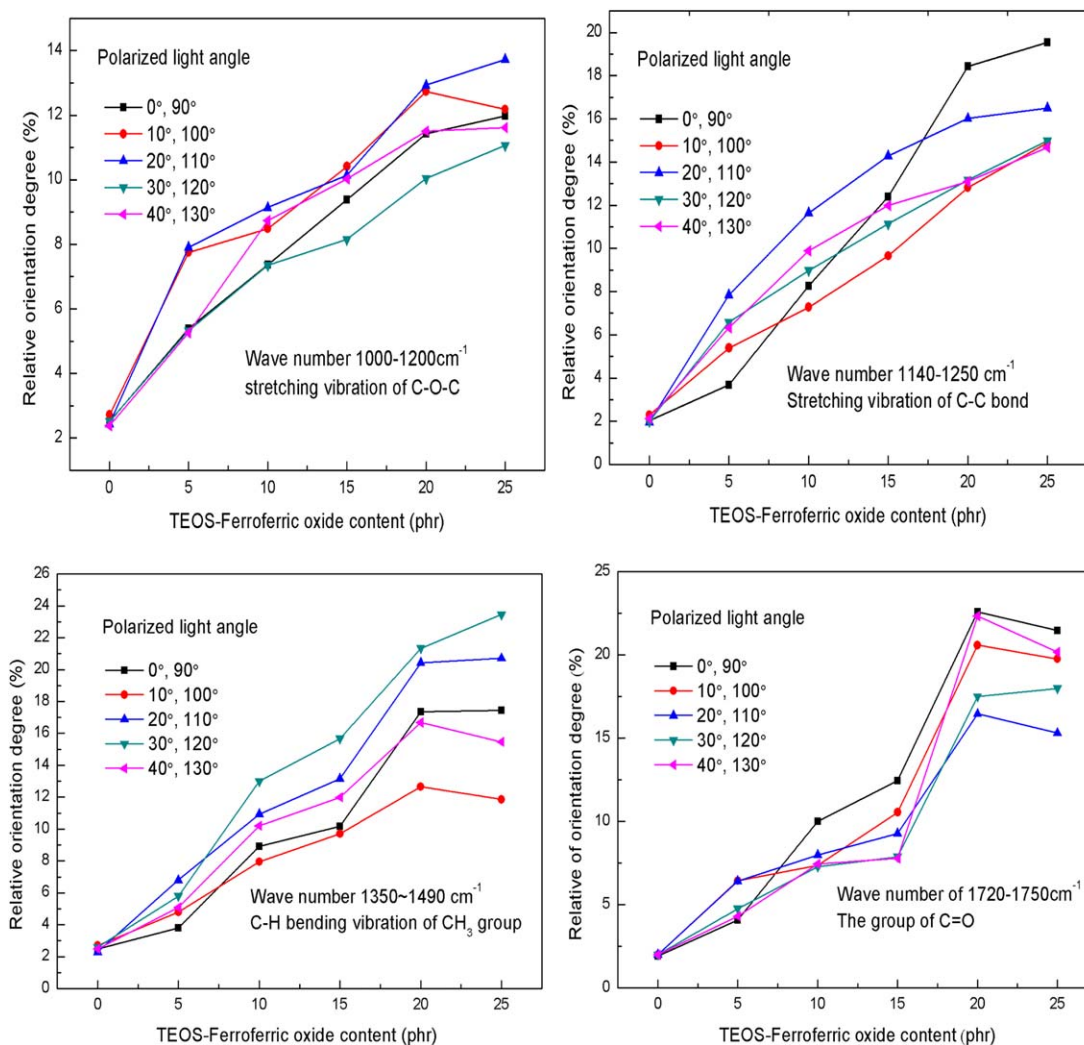 Relative orientation degree (%)
14
12
10
8
6
4
2
Polarized light angle
0°, 90°
10°, 100°
20°, 110°
30°, 120°
40°, 130°
Wave number 1000-1200cm⁻¹
stretching vibration of C-O-C
0 5 10 15 20 25
TEOS-Ferroferric oxide content (phr)
Relative orientation degree (%)
20
18
16
14
12
10
8
6
4
2
0
Polarized light angle
0°, 90°
10°, 100°
20°, 110°
30°, 120°
40°, 130°
Wave number 1140-1250 cm⁻¹
Stretching vibration of C-C bond
0 5 10 15 20 25
TEOS-Ferroferric oxide content (phr)
Relative orientation degree (%)
26
24
22
20
18
16
14
12
10
8
6
4
2
0
Polarized light angle
0°, 90°
10°, 100°
20°, 110°
30°, 120°
40°, 130°
Wave number 1350~1490 cm⁻¹
C-H bending vibration of CH₃ group
0 5 10 15 20 25
TEOS-Ferroferric oxide content (phr)
Relative of orientation degree (%)
25
20
15
10
5
0
Polarized light angle
0°, 90°
10°, 100°
20°, 110°
30°, 120°
40°, 130°
Wave number of 1720-1750cm⁻¹
The group of C=O
0 5 10 15 20 25
TEOS-Ferroferric oxide content (phr)